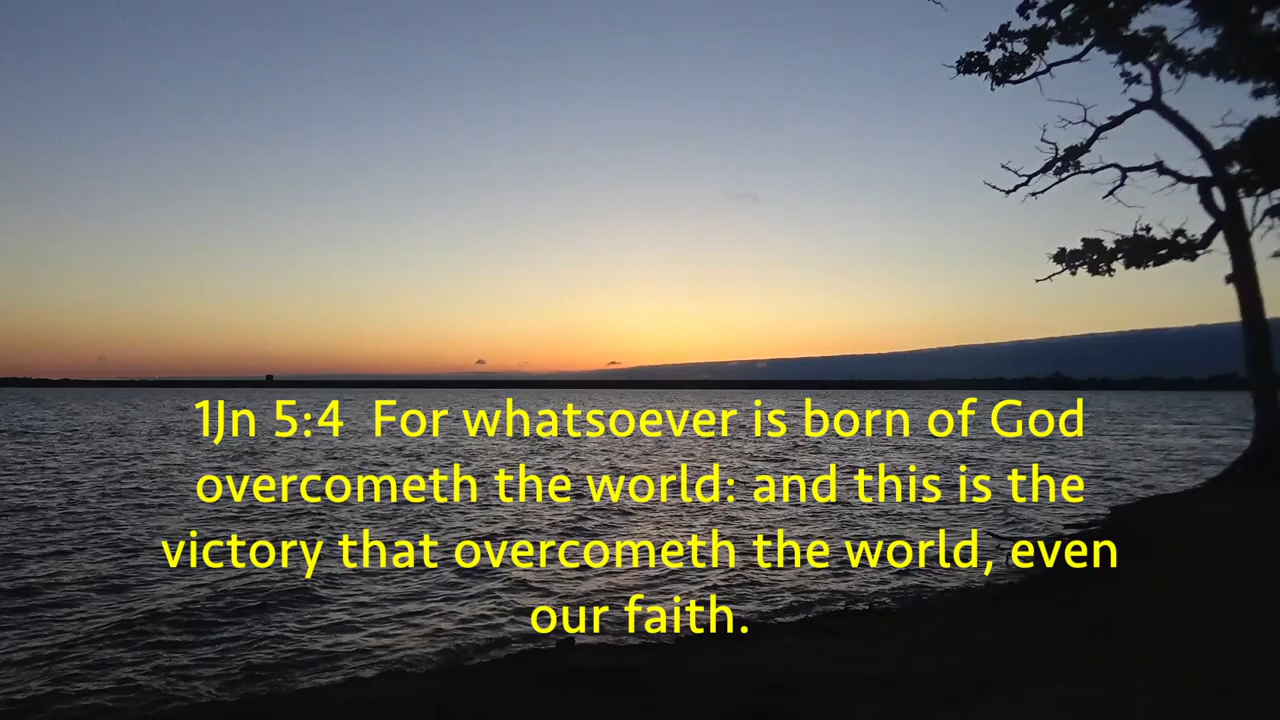 1Jn 5:4  For whatsoever is born of God
overcometh the world: and this is the
victory that overcometh the world, even
our faith.